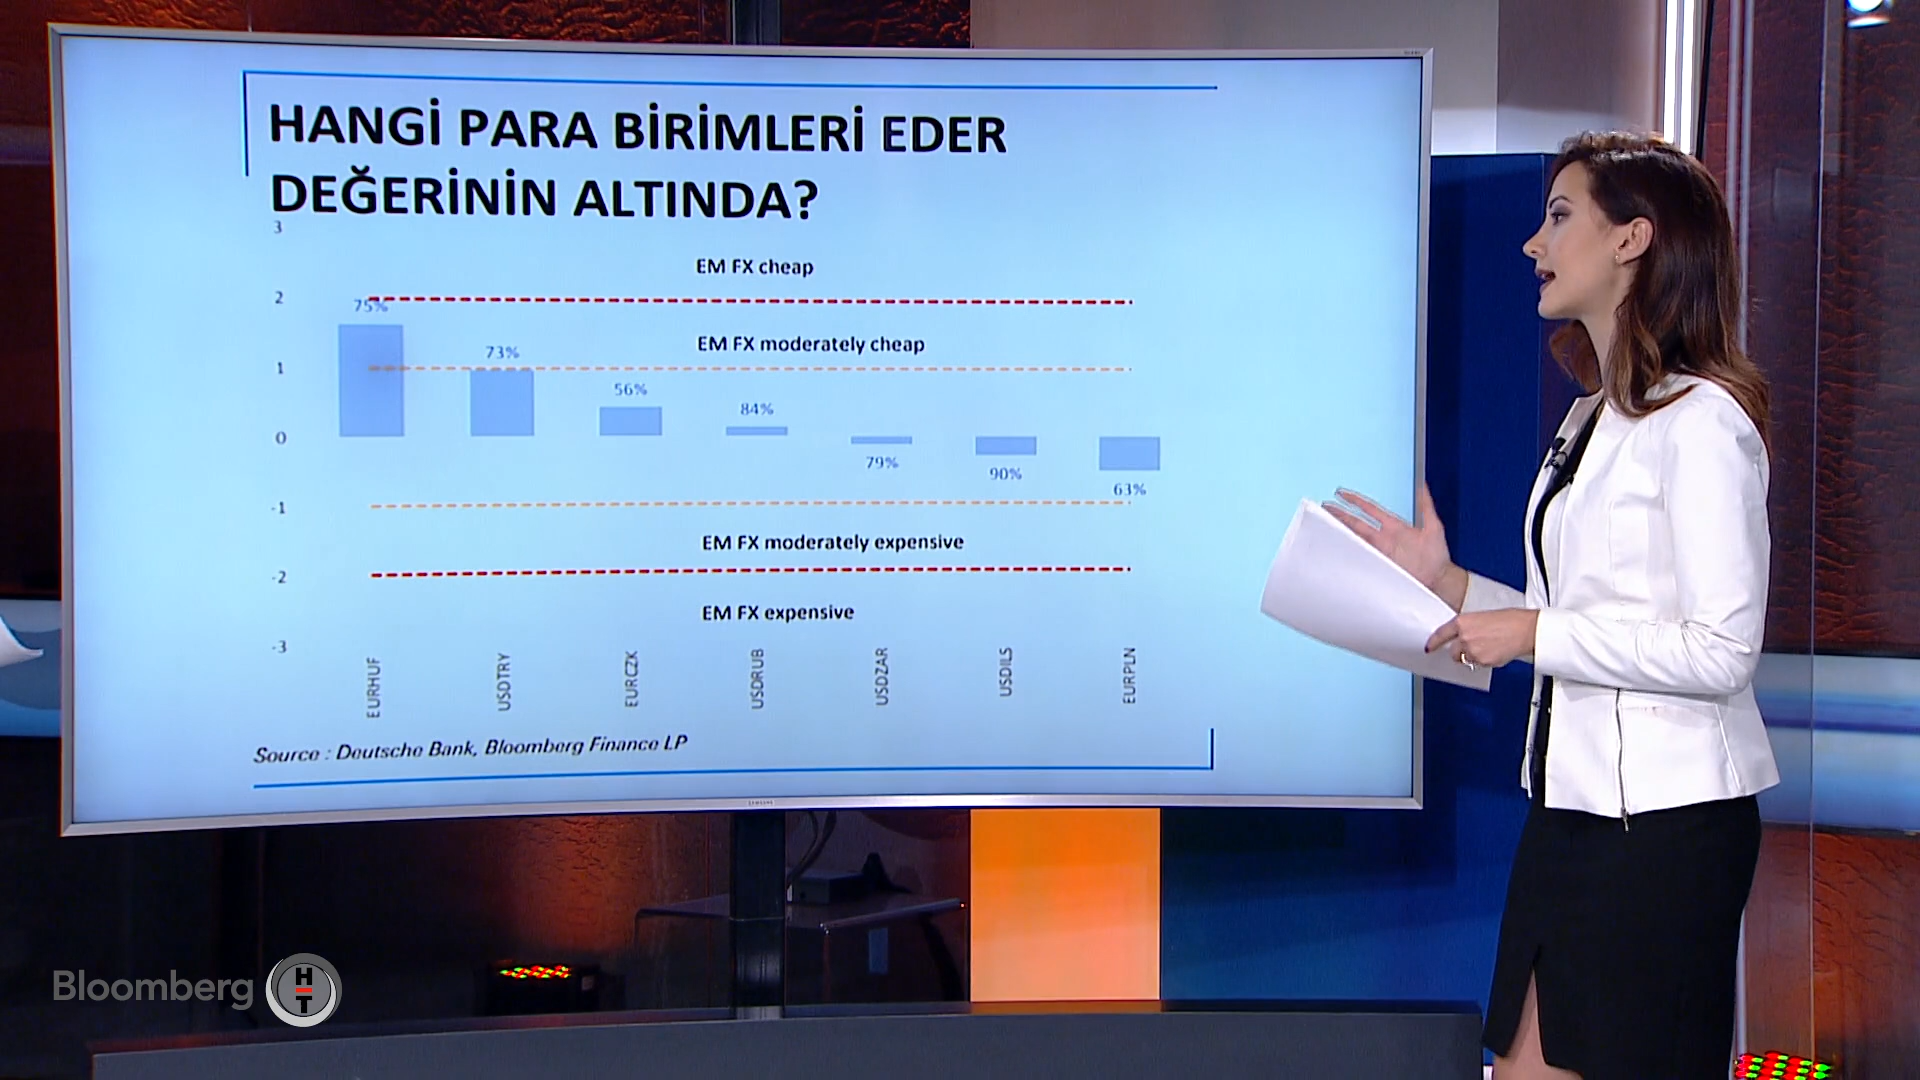 HANGİ PARA BİRİMLERİ EDER
DEĞERİNİN ALTINDA?
3
EM FX cheap
2
75%
EM FX moderately cheap
73%
1
56%
84%
0
79%
90%
63%
-1
EM FX moderately expensive
-2
EM FX expensive
-3
EURHUF
USDTRY
EURCZK
USDRUB
USDZAR
USDILS
EURPLN
Source : Deutsche Bank, Bloomberg Finance LP
SAMSUNG
Bloomberg HT